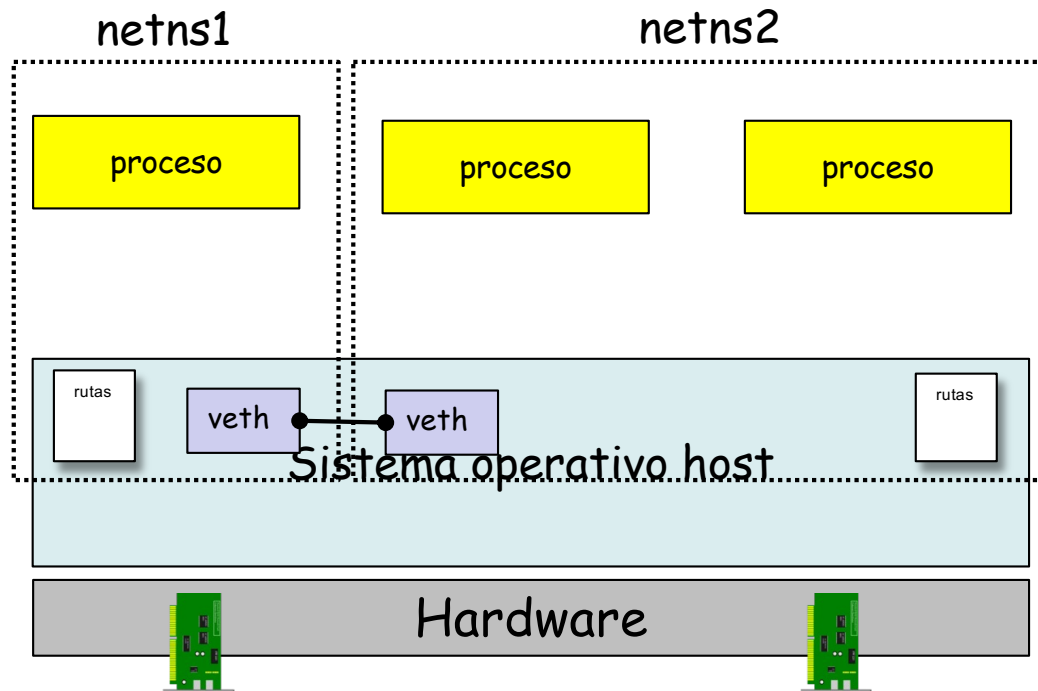 netns1
netns2
proceso
proceso
proceso
rutas
veth
veth
rutas
Sistema operativo host
Hardware